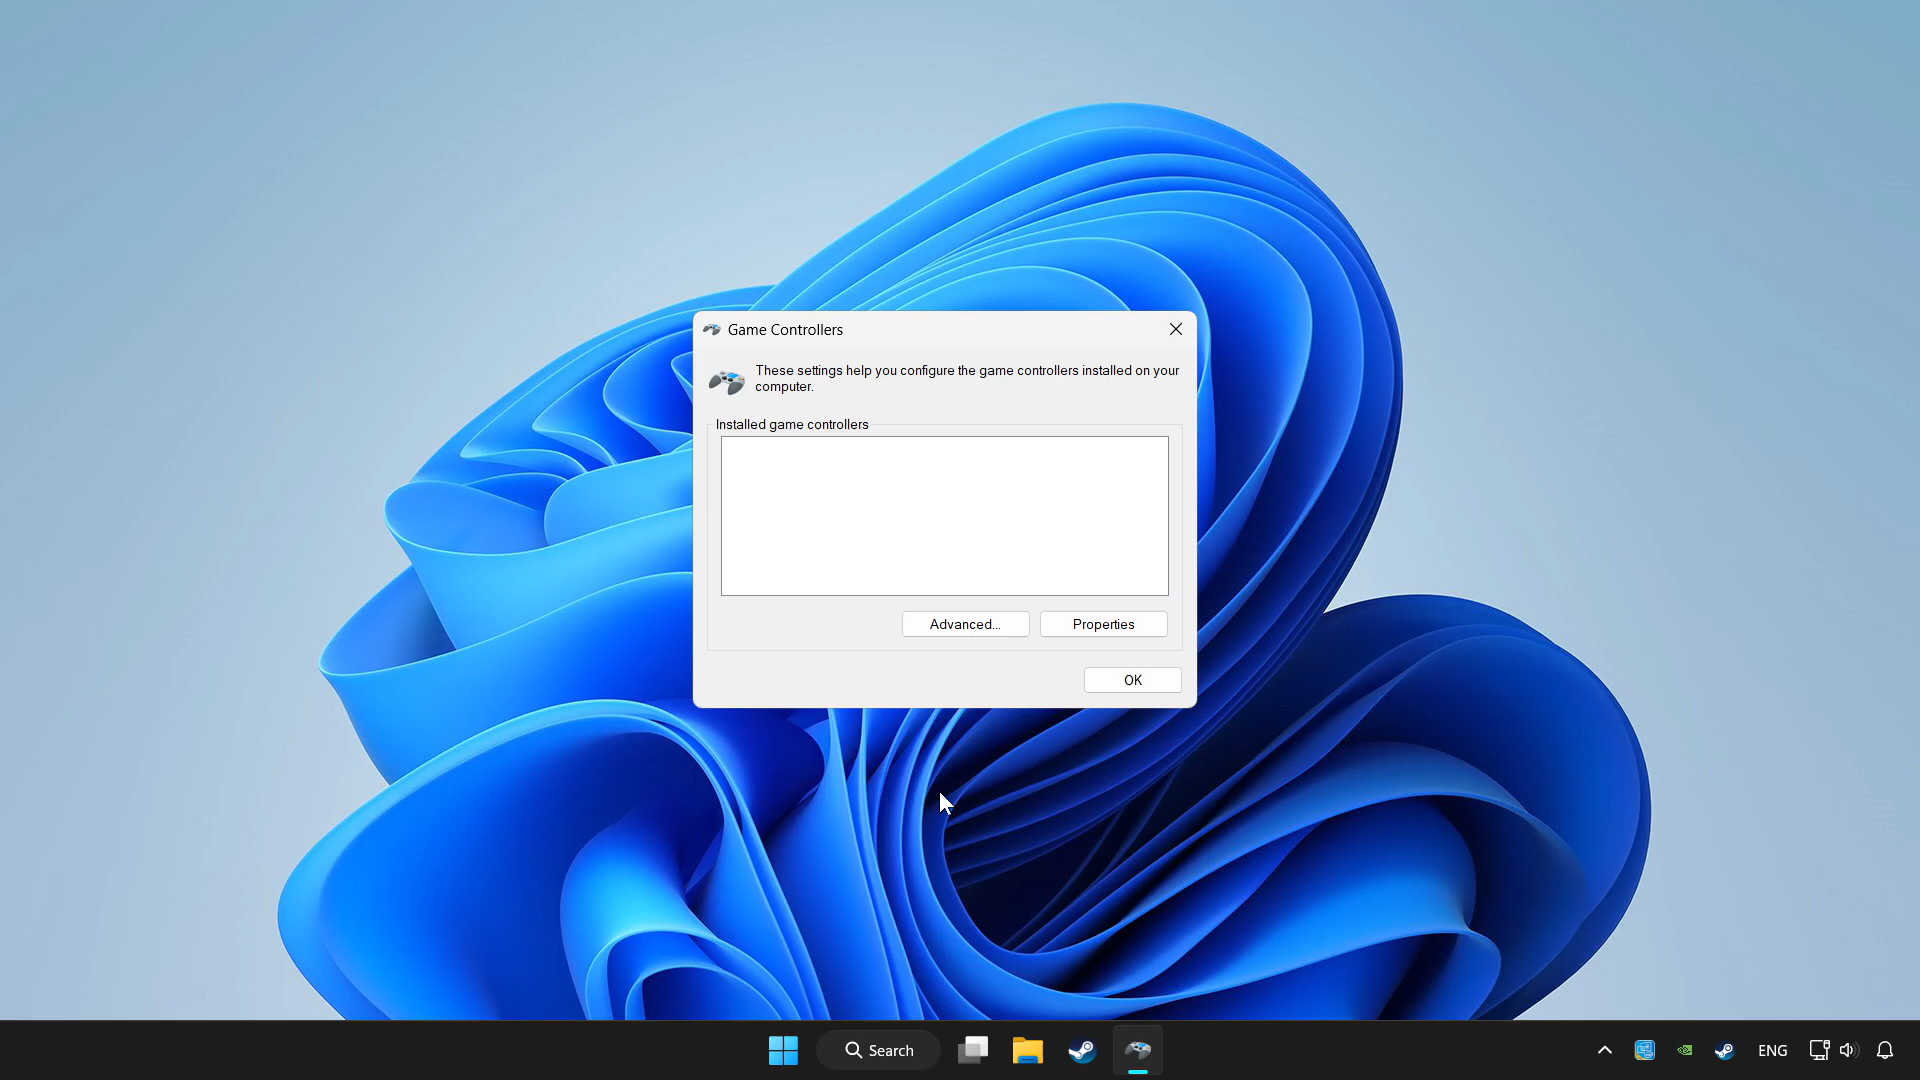 Game Controllers
These settings help you configure the game controllers installed on your
computer.
Installed game controllers
Advanced...
Properties
OK
Search
ENG